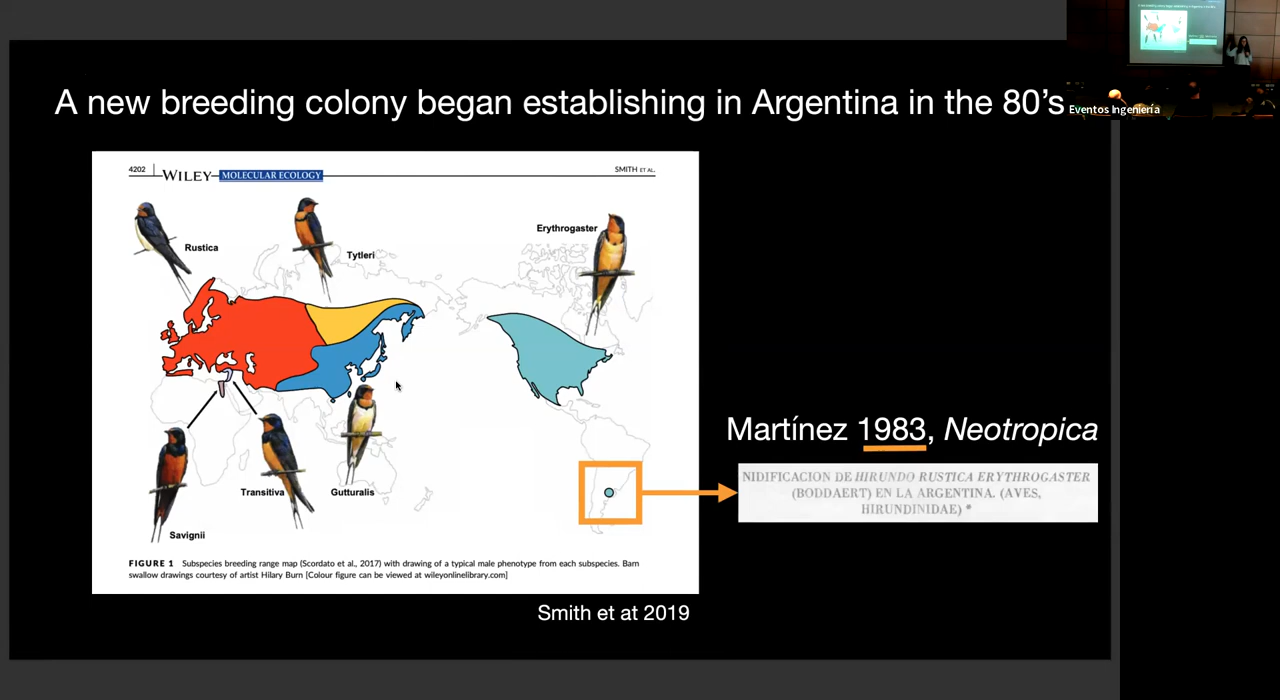 A new breeding colony began establishing in Argentina in the 80's
Eventos Ingeniería
4202
WILEY MOLECULAR ECOLOGY
SMITH ET AL.
Rustica
Tytleri
Erythrogaster
Savignii
Transitiva
Gutturalis
FIGURE 1 Subspecies breeding range map (Scordato et al., 2017) with drawing of a typical male phenotype from each subspecies. Barn
swallow drawings courtesy of artist Hilary Burn [Colour figure can be viewed at wileyonlinelibrary.com]
Smith et at 2019
Martínez 1983, Neotropica
NIDIFICACION DE HIRUNDO RUSTICA ERYTHROGASTER
(BODDAERT) EN LA ARGENTINA. (AVES,
HIRUNDINIDAE) *